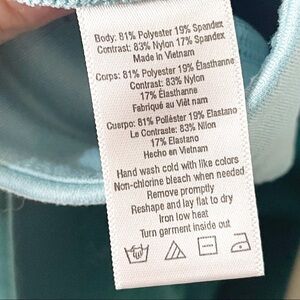 Body: 81% Polyester 19% Spandex
Contrast: 83% Nylon 17% Spandex
Made in Vietnam
Corps: 81% Polyester 19% Élasthanne
Contrast: 83% Nylon
17% Élasthanne
Fabriqué au Viêt nam
Cuerpo: 81% Poliéster 19% Elastano
Le Contraste: 83% Nilon
17% Elastano
Hecho en Vietnam
Hand wash cold with like colors
Non-chlorine bleach when needed
Remove promptly
Reshape and lay flat to dry
Iron low heat
Turn garment inside out